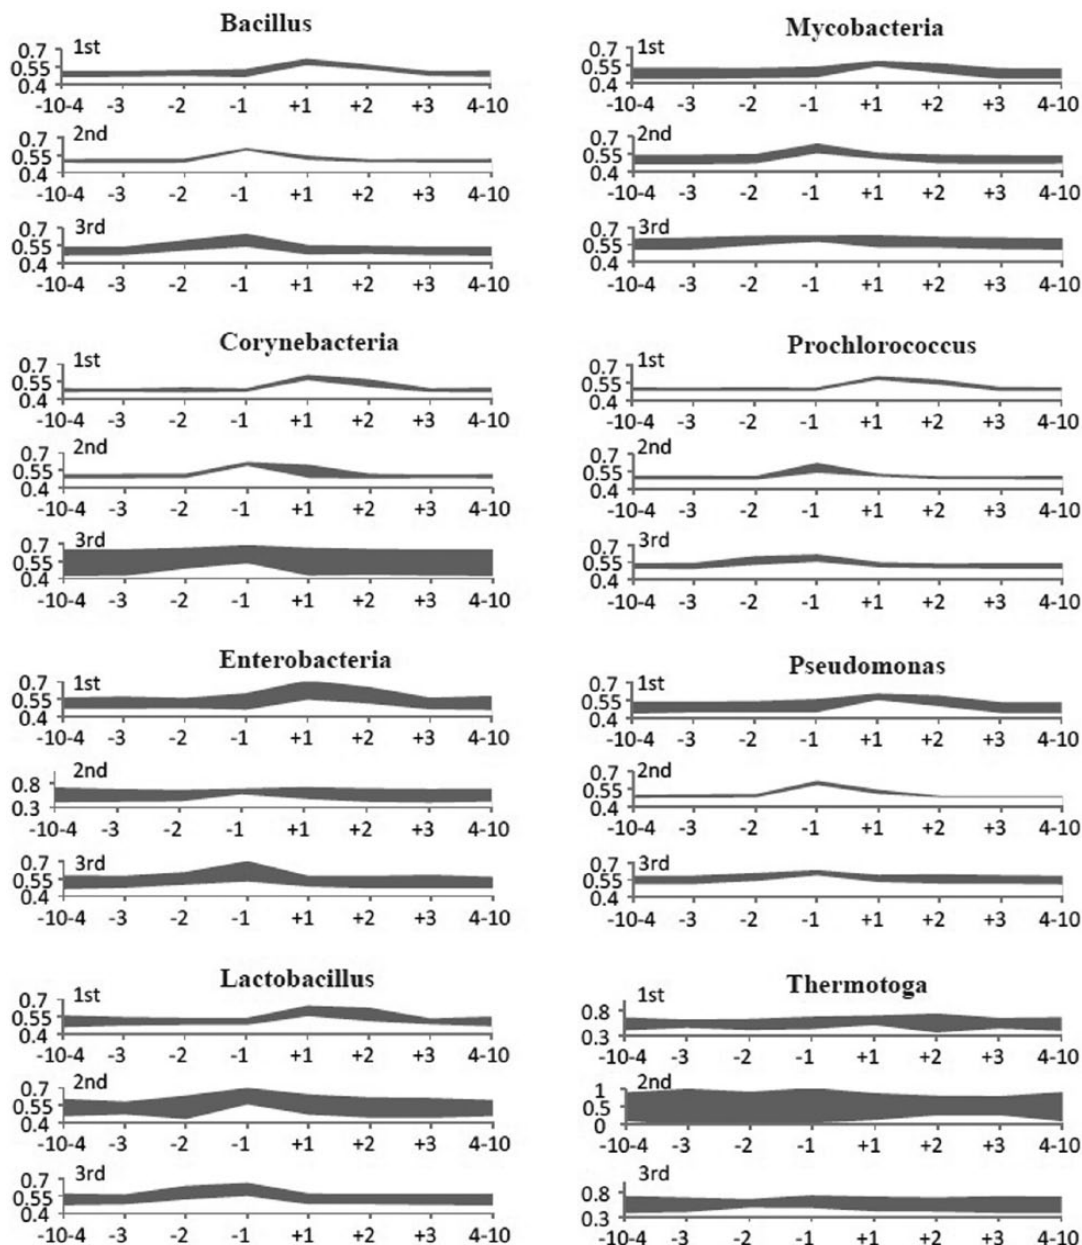 Bacillus
1st
0.7
0.55
0.4
-10-4 -3 -2 -1 +1 +2 +3 4-10
2nd
0.7
0.55
0.4
-10-4 -3 -2 -1 +1 +2 +3 4-10
3rd
0.7
0.55
0.4
-10-4 -3 -2 -1 +1 +2 +3 4-10
Corynebacteria
1st
0.7
0.55
0.4
-10-4 -3 -2 -1 +1 +2 +3 4-10
2nd
0.7
0.55
0.4
-10-4 -3 -2 -1 +1 +2 +3 4-10
3rd
0.7
0.55
0.4
-10-4 -3 -2 -1 +1 +2 +3 4-10
Enterobacteria
1st
0.7
0.55
0.4
-10-4 -3 -2 -1 +1 +2 +3 4-10
2nd
0.8
0.3
-10-4 -3 -2 -1 +1 +2 +3 4-10
3rd
0.7
0.55
0.4
-10-4 -3 -2 -1 +1 +2 +3 4-10
Lactobacillus
1st
0.7
0.55
0.4
-10-4 -3 -2 -1 +1 +2 +3 4-10
2nd
0.7
0.55
0.4
-10-4 -3 -2 -1 +1 +2 +3 4-10
3rd
0.7
0.55
0.4
-10-4 -3 -2 -1 +1 +2 +3 4-10
Mycobacteria
1st
0.7
0.55
0.4
-10-4 -3 -2 -1 +1 +2 +3 4-10
2nd
0.7
0.55
0.4
-10-4 -3 -2 -1 +1 +2 +3 4-10
3rd
0.7
0.55
0.4
-10-4 -3 -2 -1 +1 +2 +3 4-10
Prochlorococcus
1st
0.7
0.55
0.4
-10-4 -3 -2 -1 +1 +2 +3 4-10
2nd
0.7
0.55
0.4
-10-4 -3 -2 -1 +1 +2 +3 4-10
3rd
0.7
0.55
0.4
-10-4 -3 -2 -1 +1 +2 +3 4-10
Pseudomonas
1st
0.7
0.55
0.4
-10-4 -3 -2 -1 +1 +2 +3 4-10
2nd
0.7
0.55
0.4
-10-4 -3 -2 -1 +1 +2 +3 4-10
3rd
0.7
0.55
0.4
-10-4 -3 -2 -1 +1 +2 +3 4-10
Thermotoga
1st
0.8
0.3
-10-4 -3 -2 -1 +1 +2 +3 4-10
2nd
1
0.5
0
-10-4 -3 -2 -1 +1 +2 +3 4-10
3rd
0.8
0.3
-10-4 -3 -2 -1 +1 +2 +3 4-10